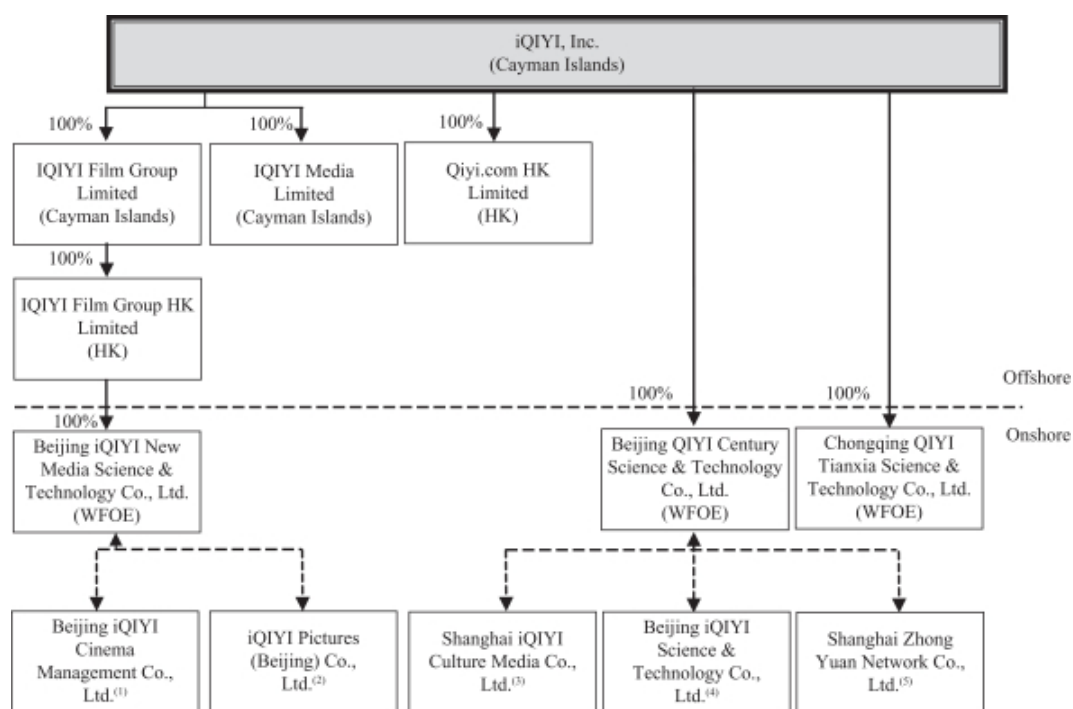 iQIYI, Inc.
(Cayman Islands)
100%
100%
100%
IQIYI Film Group
Limited
(Cayman Islands)
IQIYI Media
Limited
(Cayman Islands)
Qiyi.com HK
Limited
(HK)
100%
IQIYI Film Group HK
Limited
(HK)
100%
100%
Offshore
100%
Onshore
Beijing iQIYI New
Media Science &
Technology Co., Ltd.
(WFOE)
Beijing QIYI Century
Science & Technology
Co., Ltd.
(WFOE)
Chongqing QIYI
Tianxia Science &
Technology Co., Ltd.
(WFOE)
Beijing iQIYI
Cinema
Management Co.,
Ltd.(1)
iQIYI Pictures
(Beijing) Co.,
Ltd.(2)
Shanghai iQIYI
Culture Media Co.,
Ltd.(3)
Beijing iQIYI
Science &
Technology Co.,
Ltd.(4)
Shanghai Zhong
Yuan Network Co.,
Ltd.(5)